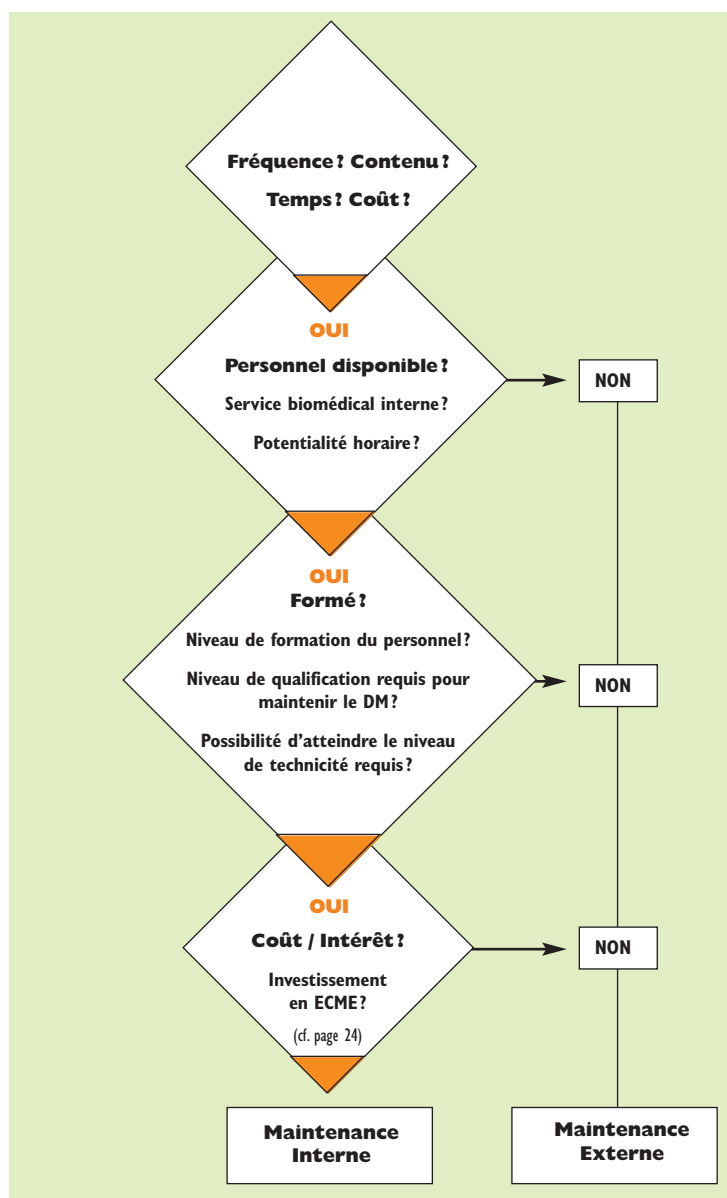 Fréquence ? Contenu ?
Temps ? Coût ?
OUI
Personnel disponible ?
Service biomédical interne ?
Potentialité horaire ?
NON
OUI
Formé ?
Niveau de formation du personnel ?
Niveau de qualification requis pour
maintenir le DM ?
Possibilité d’atteindre le niveau
de technicité requis ?
NON
OUI
Coût / Intérêt ?
Investissement
en ECME ?
(cf. page 24)
NON
Maintenance
Interne
Maintenance
Externe